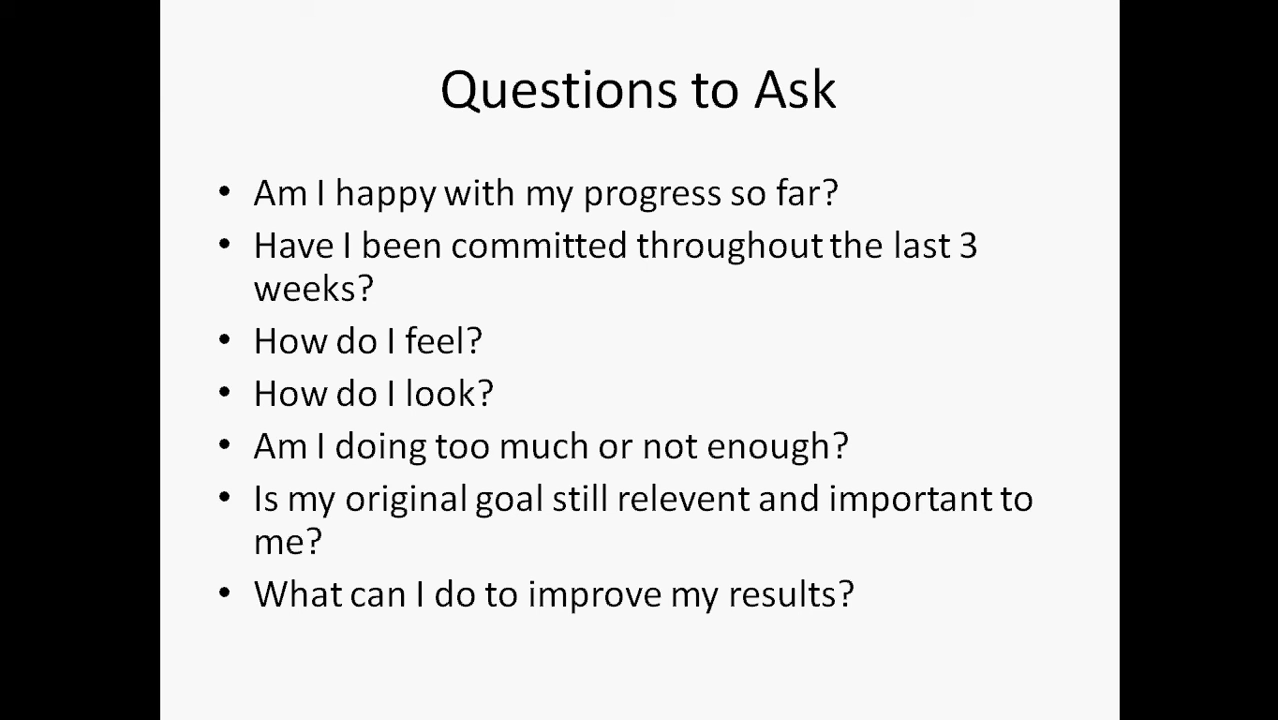 Questions to Ask
• Am I happy with my progress so far?
• Have I been committed throughout the last 3
weeks?
• How do I feel?
• How do I look?
• Am I doing too much or not enough?
• Is my original goal still relevent and important to
me?
• What can I do to improve my results?